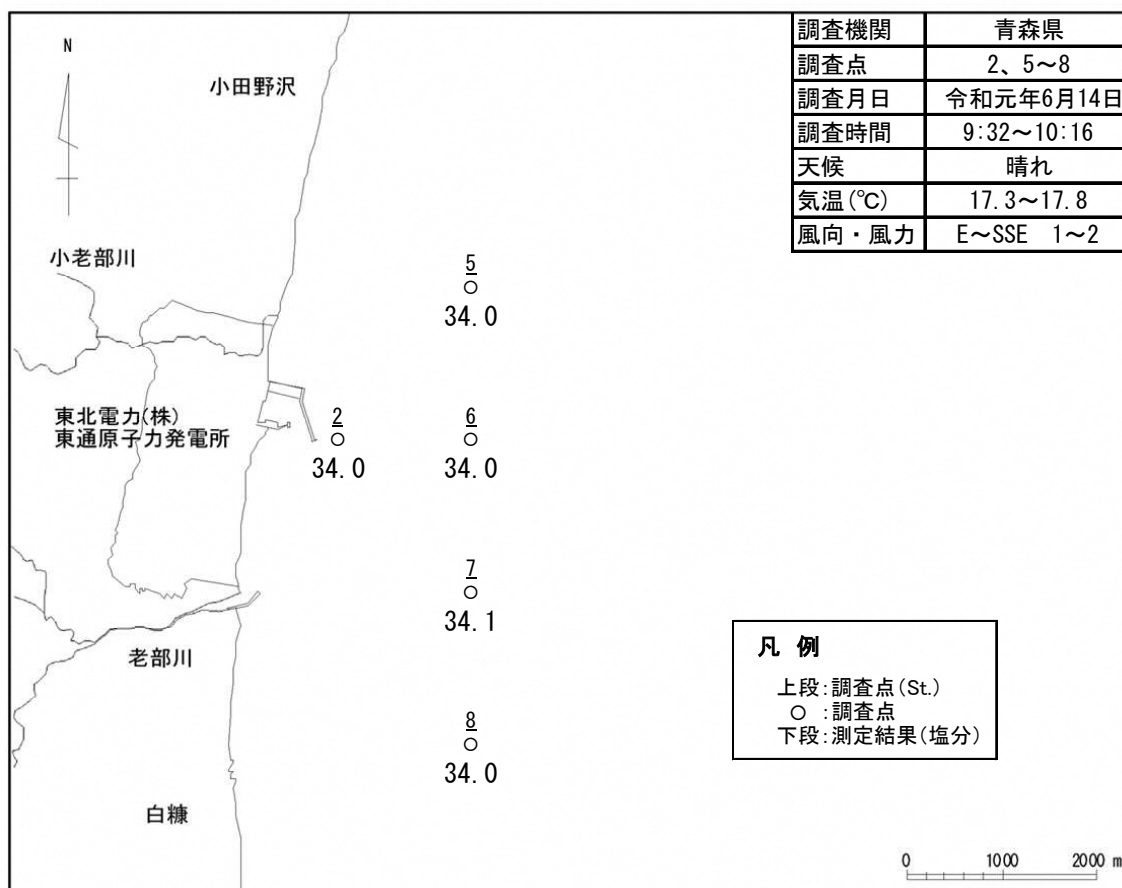 調査機関 青森県
調査点 2、5～8
調査月日 令和元年6月14日
調査時間 9:32～10:16
天候 晴れ
気温(℃) 17.3～17.8
風向・風力 E～SSE 1～2
N
小田野沢
小老部川
5
34.0
東北電力(株)
東通原子力発電所
2
34.0
6
34.0
7
34.1
老部川
8
34.0
白糠
凡 例
上段:調査点(St.)
○ :調査点
下段:測定結果(塩分)
0 1000 2000 m